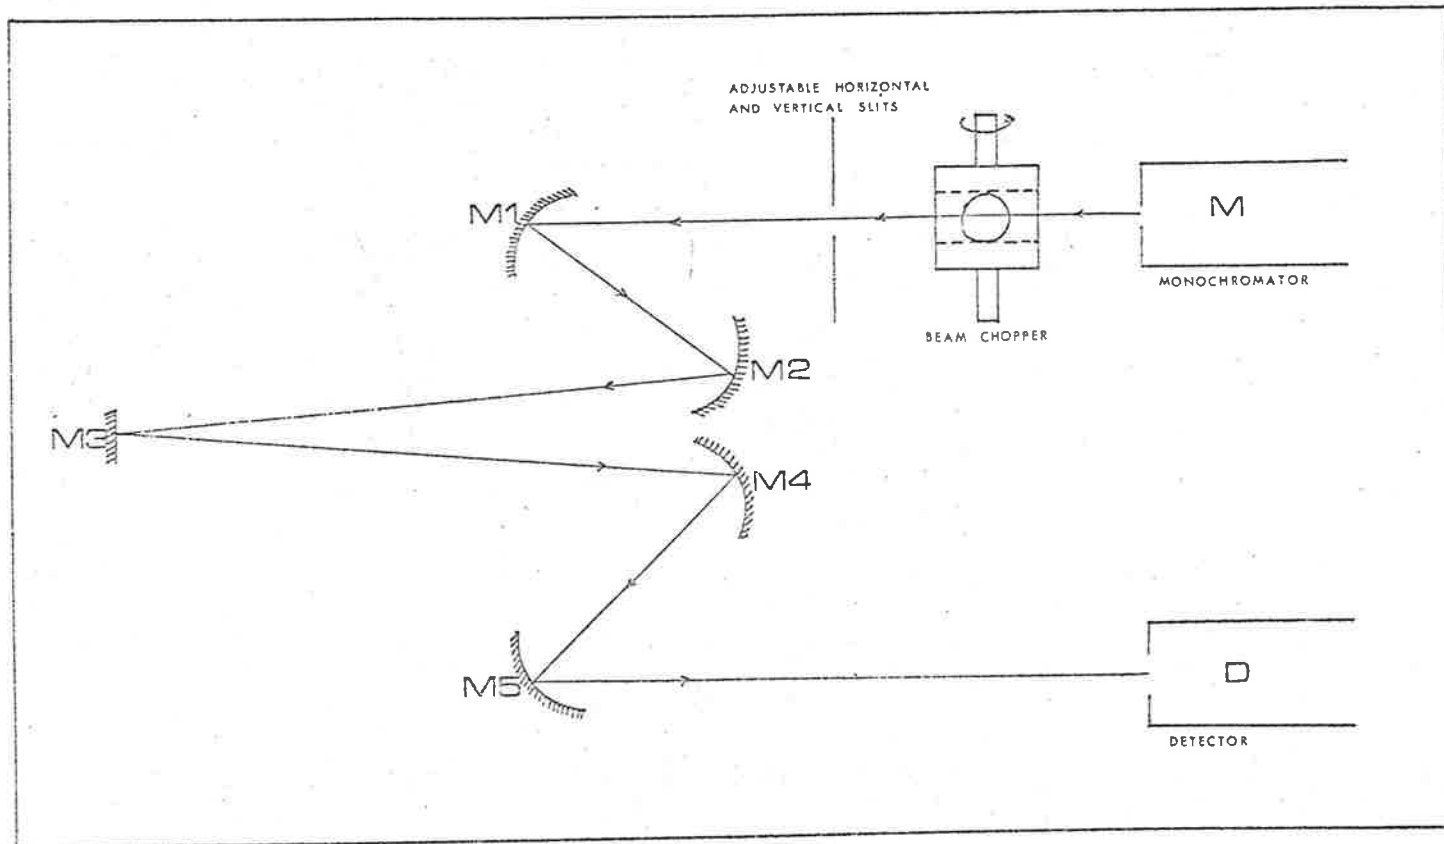 ADJUSTABLE HORIZONTAL
AND VERTICAL SLITS
M1
M
MONOCHROMATOR
BEAM CHOPPER
M2
M3
M4
M5
D
DETECTOR